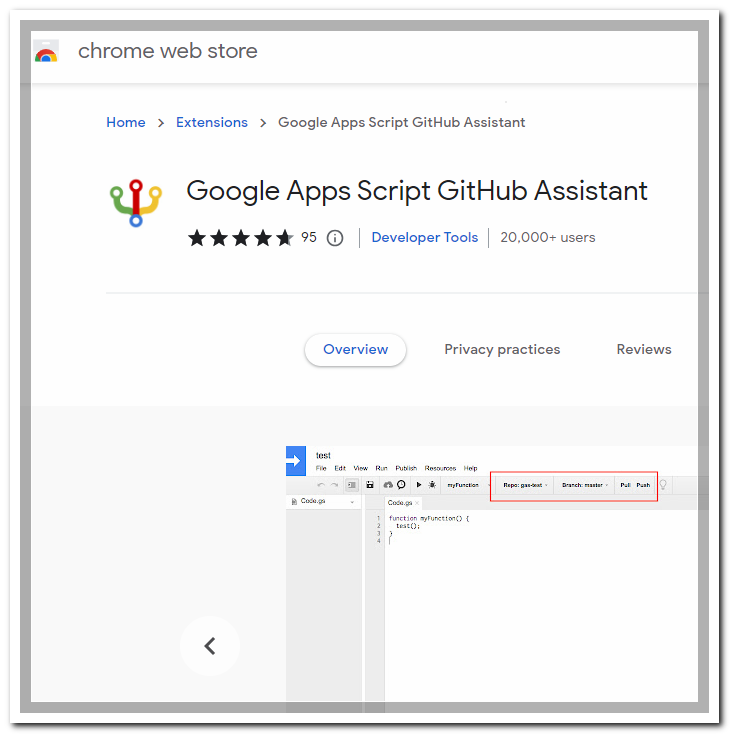 chrome web store
Home > Extensions > Google Apps Script GitHub Assistant
Google Apps Script GitHub Assistant
95 Developer Tools 20,000+ users
Overview Privacy practices Reviews
test
File Edit View Run Publish Resources Help
myFunction Repo: gas-test Branch: master Pull Push
Code.gs Code.gs
1 function myFunction() {
2 test();
3 }
4